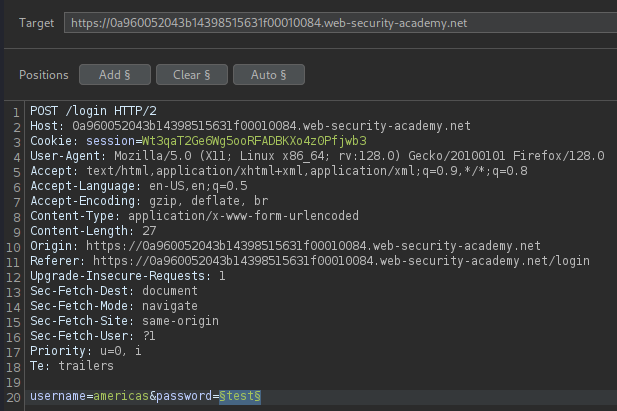 Target https://0a960052043b14398515631f00010084.web-security-academy.net
Positions Add § Clear § Auto §
1 POST /login HTTP/2
2 Host: 0a960052043b14398515631f00010084.web-security-academy.net
3 Cookie: session=Wt3qaT2Ge6Wg5ooRFADBKXo4zOPfjwb3
4 User-Agent: Mozilla/5.0 (X11; Linux x86_64; rv:128.0) Gecko/20100101 Firefox/128.0
5 Accept: text/html,application/xhtml+xml,application/xml;q=0.9,*/*;q=0.8
6 Accept-Language: en-US,en;q=0.5
7 Accept-Encoding: gzip, deflate, br
8 Content-Type: application/x-www-form-urlencoded
9 Content-Length: 27
10 Origin: https://0a960052043b14398515631f00010084.web-security-academy.net
11 Referer: https://0a960052043b14398515631f00010084.web-security-academy.net/login
12 Upgrade-Insecure-Requests: 1
13 Sec-Fetch-Dest: document
14 Sec-Fetch-Mode: navigate
15 Sec-Fetch-Site: same-origin
16 Sec-Fetch-User: ?1
17 Priority: u=0, i
18 Te: trailers
19
20 username=americas&password=§test§